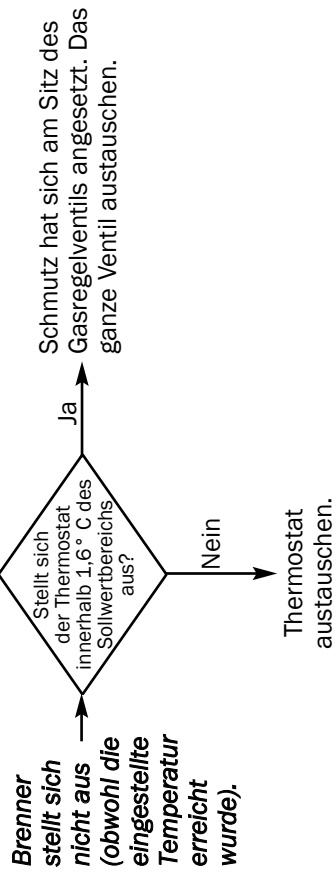 Brenner
stellt sich
nicht aus
(obwohl die
eingestellte
Temperatur
erreicht
wurde).
Stellt sich
der Thermostat
innerhalb 1,6° C des
Sollwertbereichs
aus?
Ja
Schmutz hat sich am Sitz des
Gasregelventils angesetzt. Das
ganze Ventil austauschen.
Nein
Thermostat
austauschen.